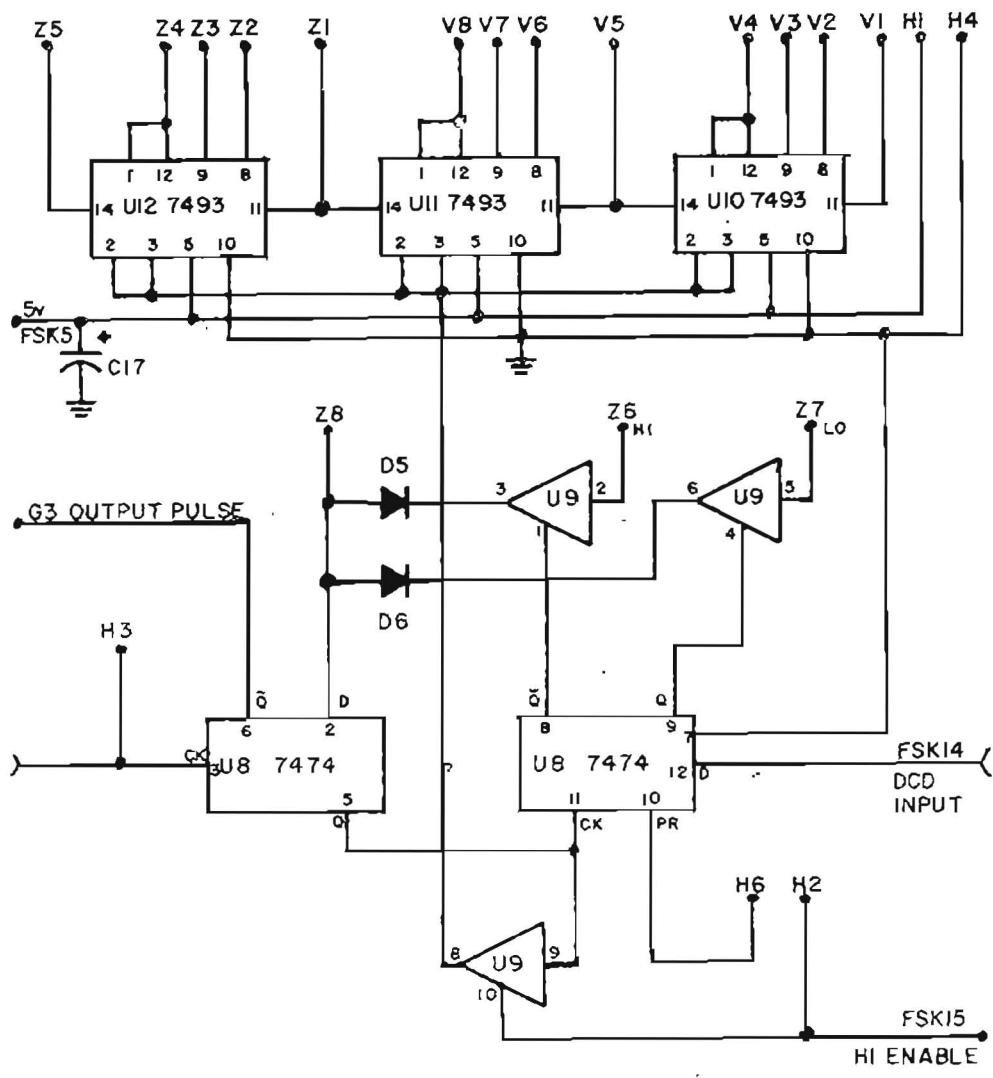 Z5 Z4 Z3 Z2 Z1 V8 V7 V6 V5 V4 V3 V2 V1 H1 H4
1 12 9 8 1 12 9 8 1 12 9 8
14 U12 7493 11 14 U11 7493 11 14 U10 7493 11
2 3 5 10 2 3 5 10 2 3 5 10
5v
FSK5
C17
Z8 Z6 Z7
HI LO
D5
3 U9 2 6 U9 5
1 4
G3 OUTPUT PULSE
D6
H3
Q̄ D Q̄ Q
6 2 8 9
7
CK 3 U8 7474 U8 7474 12 D FSK14
DCD
INPUT
5 11 10
Q CK PR
H6 H2
8 U9 9
10
FSK15
HI ENABLE